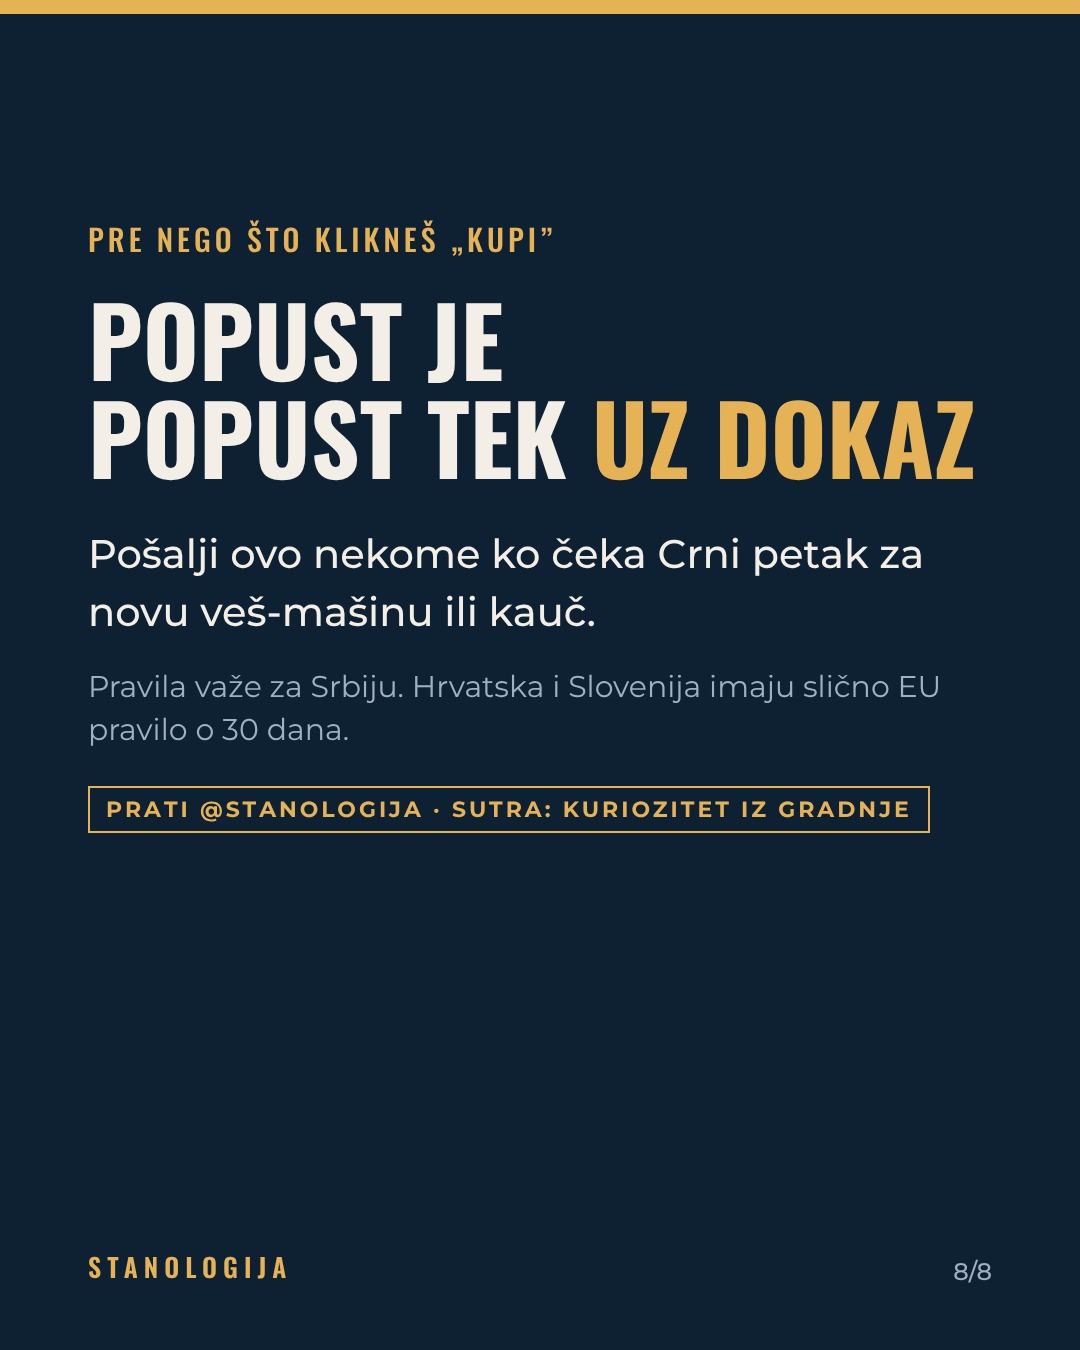 PRE NEGO ŠTO KLIKNEŠ „KUPI”
POPUST JE
POPUST TEK UZ DOKAZ
Pošalji ovo nekome ko čeka Crni petak za
novu veš-mašinu ili kauč.
Pravila važe za Srbiju. Hrvatska i Slovenija imaju slično EU
pravilo o 30 dana.
PRATI @STANOLOGIJA · SUTRA: KURIOZITET IZ GRADNJE
STANOLOGIJA
8/8